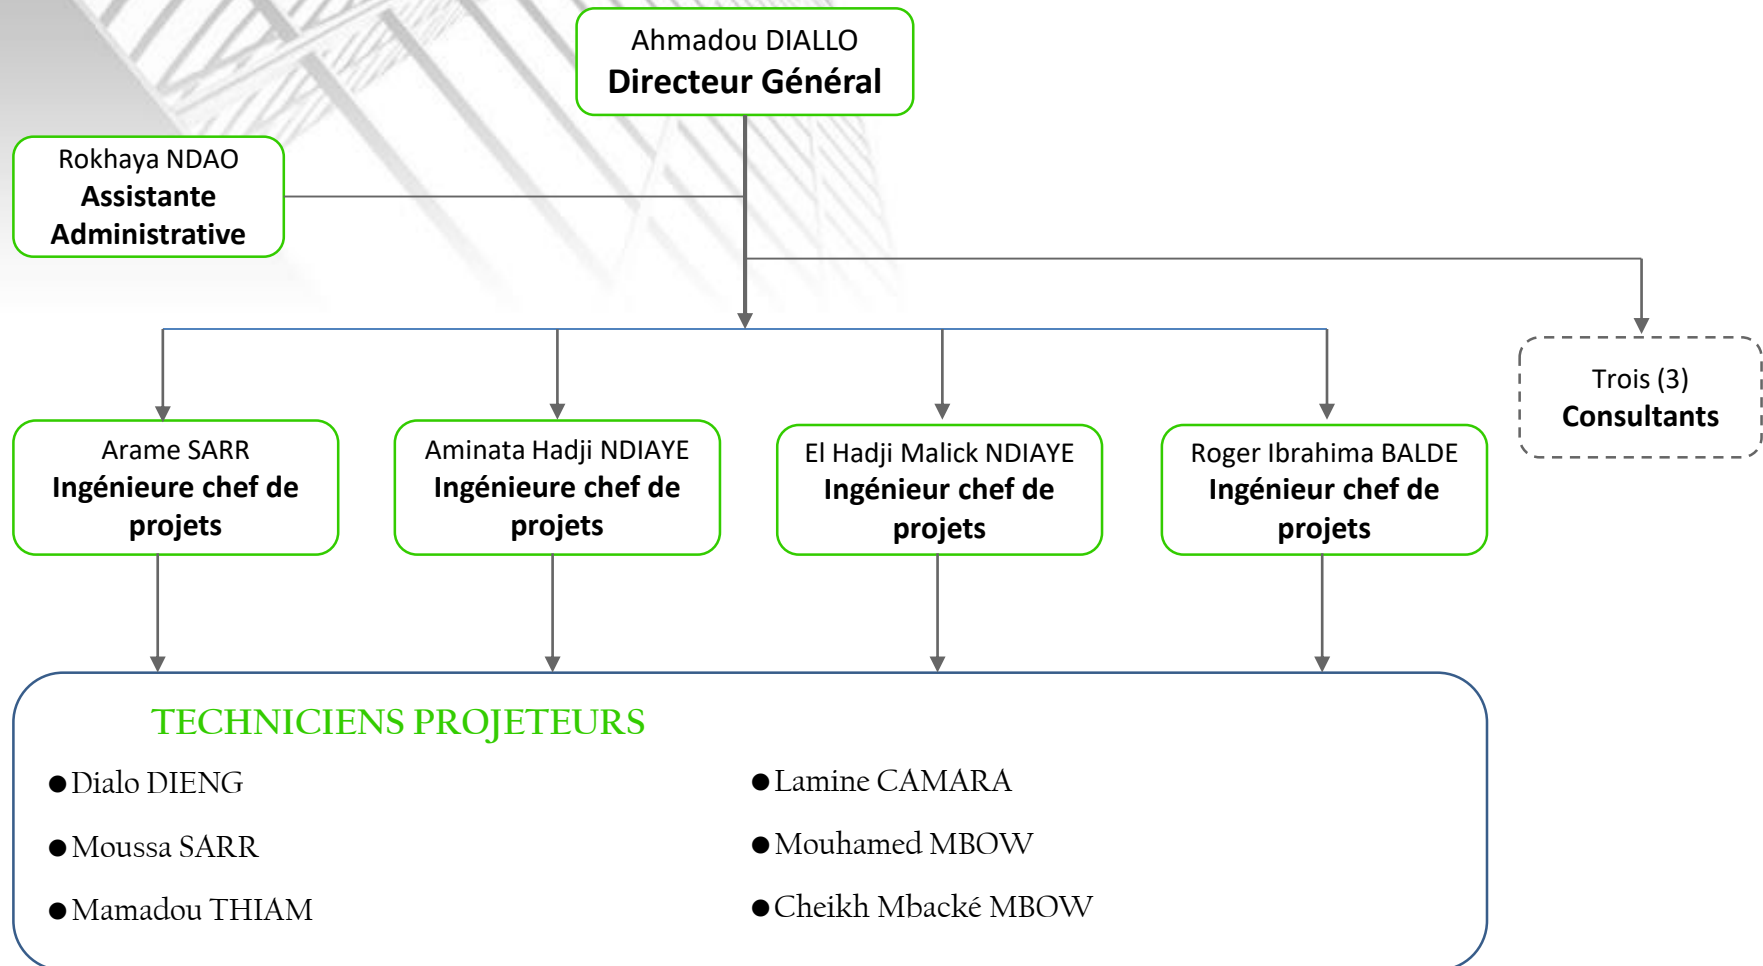 Ahmadou DIALLO
Directeur Général
Rokhaya NDAO
Assistante
Administrative
Trois (3)
Consultants
Arame SARR
Ingénieure chef de
projets
Aminata Hadji NDIAYE
Ingénieure chef de
projets
El Hadji Malick NDIAYE
Ingénieur chef de
projets
Roger Ibrahima BALDE
Ingénieur chef de
projets
TECHNICIENS PROJETEURS
●Dialo DIENG
●Moussa SARR
●Mamadou THIAM
●Lamine CAMARA
●Mouhamed MBOW
●Cheikh Mbacké MBOW